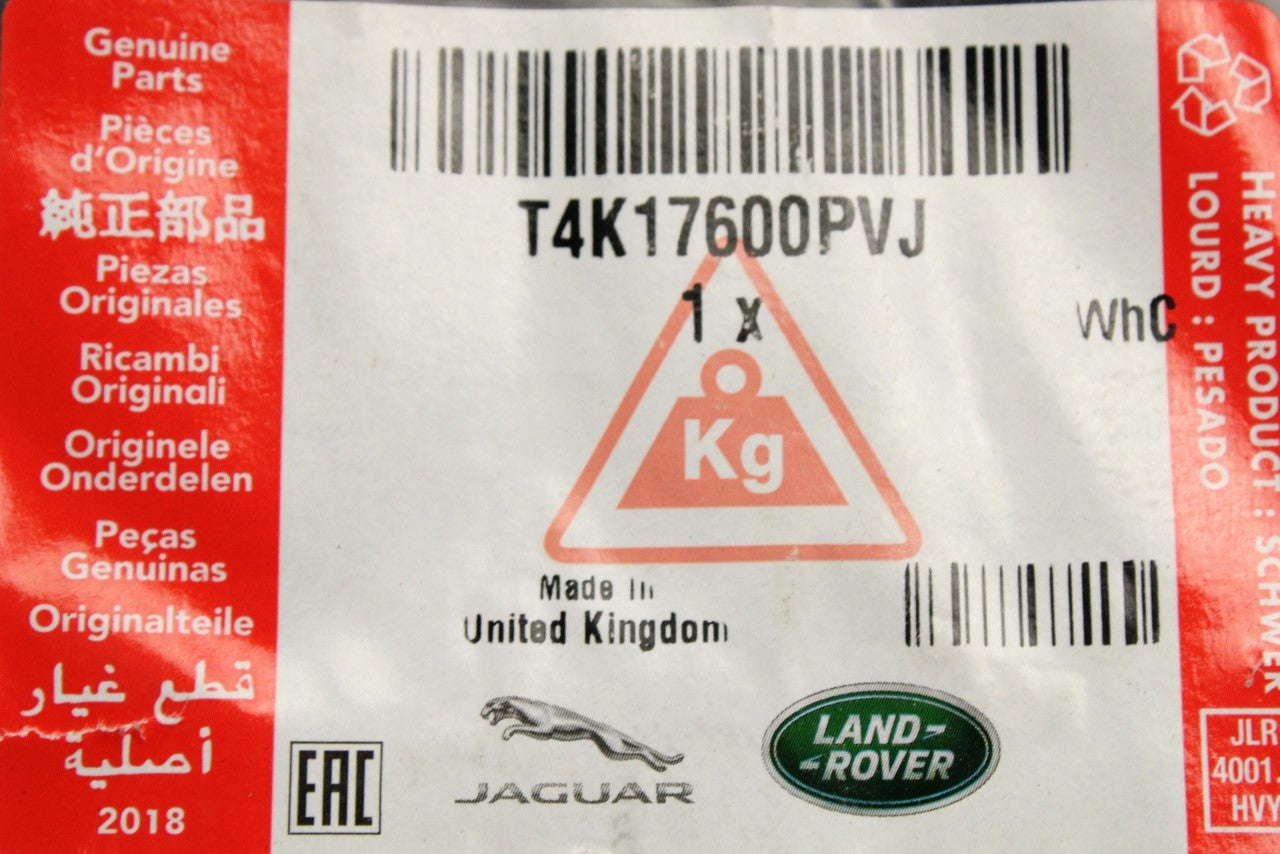 Genuine
Parts
Pièces
d'Origine
純正部品
Piezas
Originales
Ricambi
Originali
Originele
Onderdelen
Peças
Genuinas
Originalteile
قطع غيار
أصلية
2018
T4K17600PVJ
1 x
WhC
Kg
Made In
United Kingdom
EAC
JAGUAR
LAND-
-ROVER
HEAVY PRODUCT : SCHWER
LOURD : PESADO
JLR
4001.
HVY